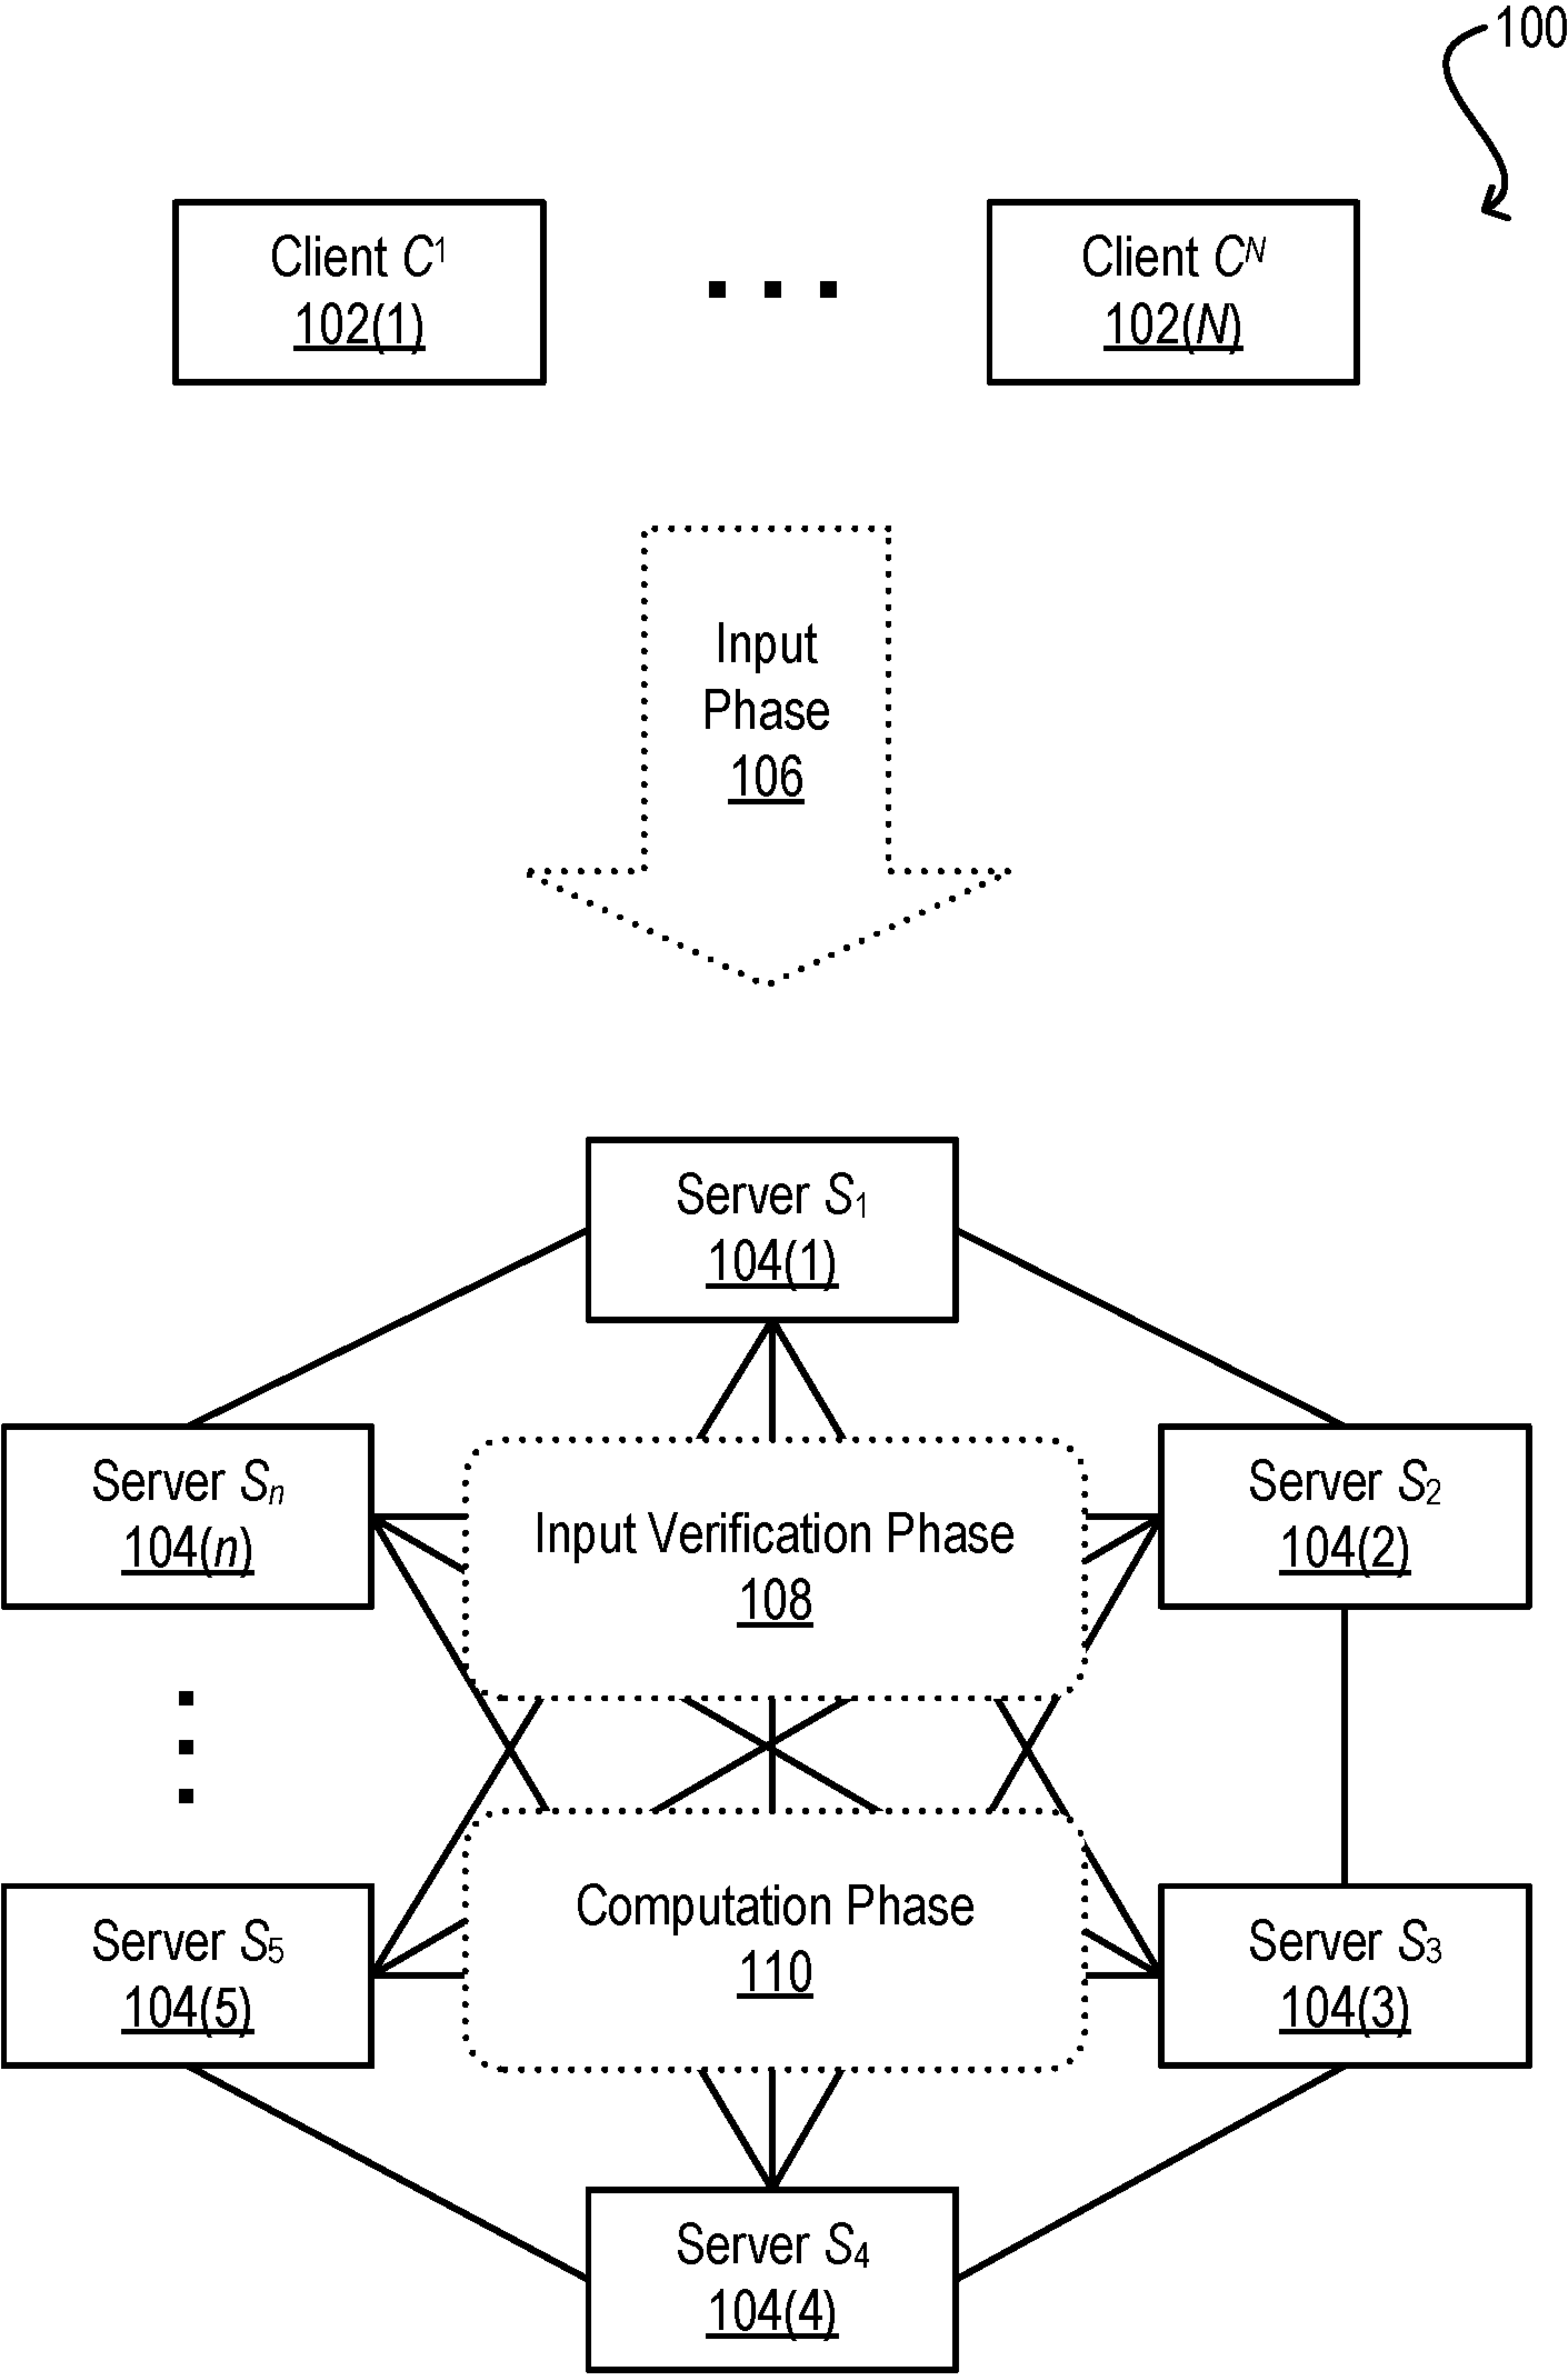 100
Client C¹
102(1)
Client Cᴺ
102(N)
Input
Phase
106
Server S₁
104(1)
Server Sₙ
104(n)
Server S₂
104(2)
Input Verification Phase
108
Computation Phase
110
Server S₅
104(5)
Server S₃
104(3)
Server S₄
104(4)